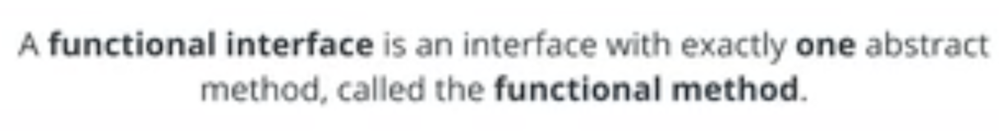 A functional interface is an interface with exactly one abstract
method, called the functional method.